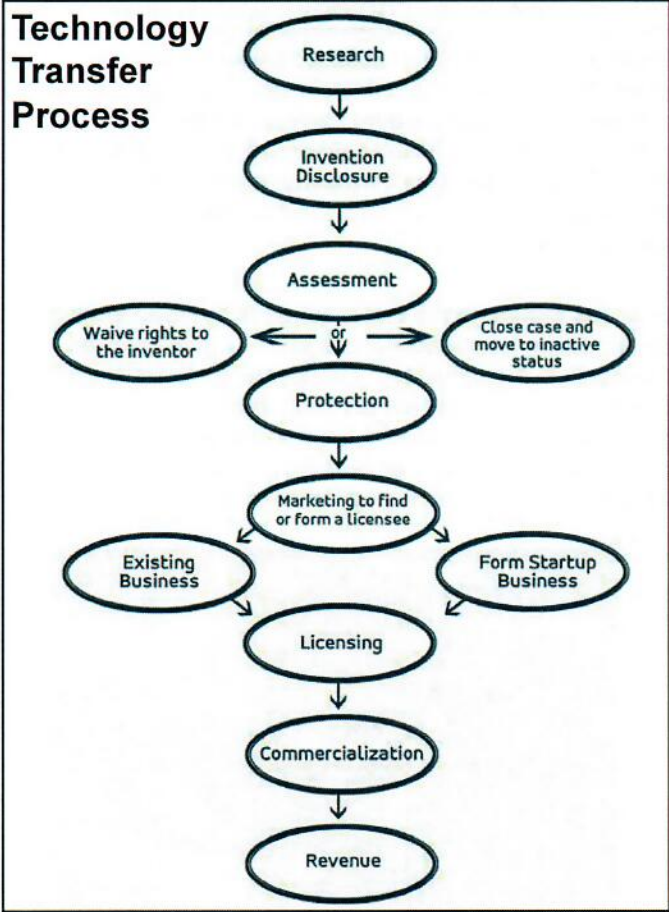 Technology
Transfer
Process
Research
Invention
Disclosure
Assessment
or
Waive rights to
the inventor
Close case and
move to inactive
status
Protection
Marketing to find
or form a licensee
Existing
Business
Form Startup
Business
Licensing
Commercialization
Revenue